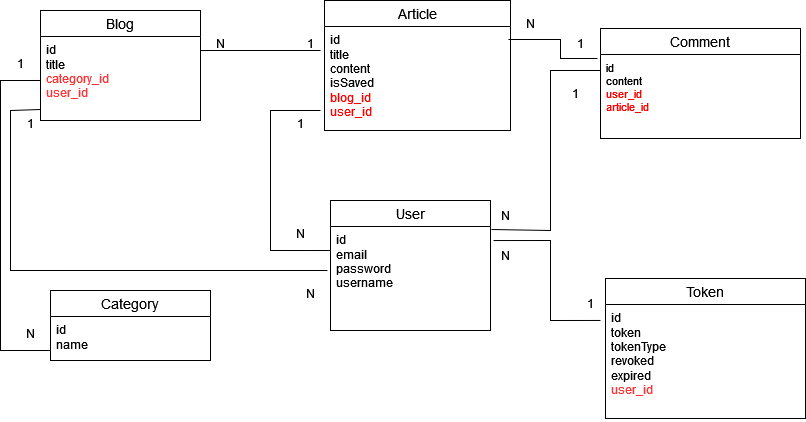 Blog
id
title
category_id
user_id
N
1
Article
id
title
content
isSaved
blog_id
user_id
N
1
Comment
id
content
user_id
article_id
1
1
1
1
User
id
email
password
username
N
N
N
N
Category
id
name
N
1
Token
id
token
tokenType
revoked
expired
user_id